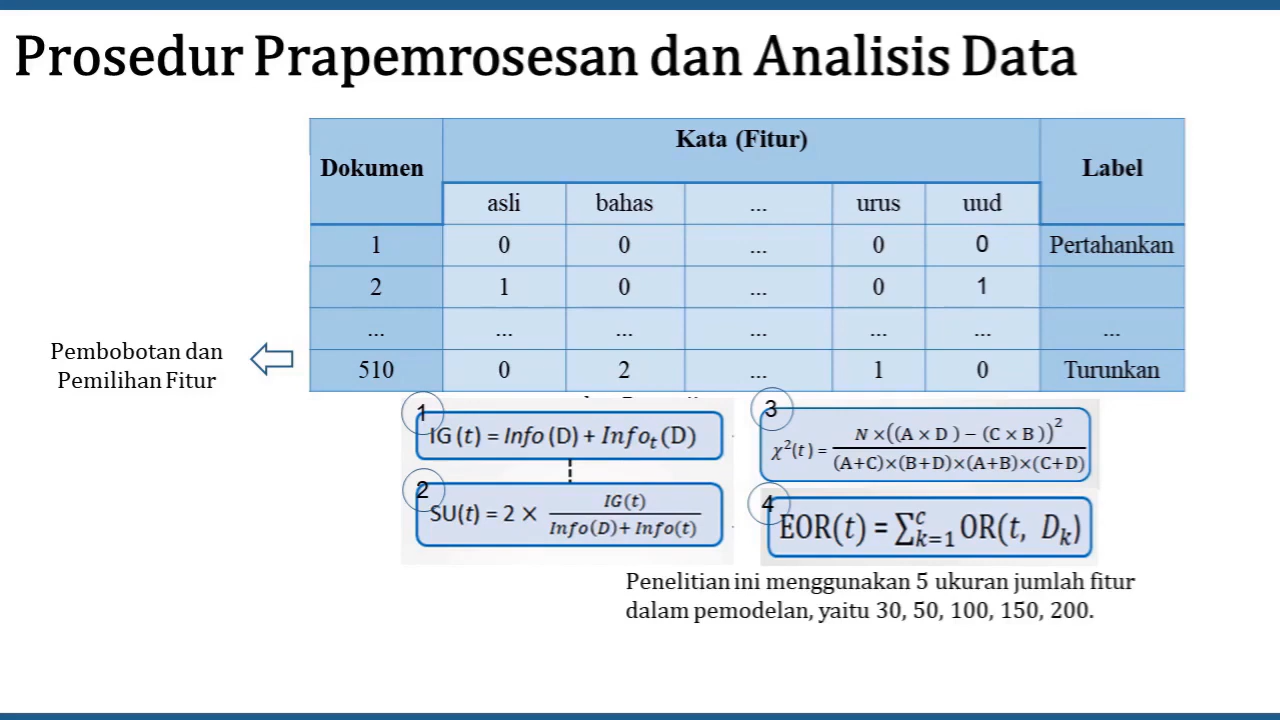 Prosedur Prapemrosesan dan Analisis Data
Dokumen Kata (Fitur) Label
asli bahas ... urus uud
1 0 0 ... 0 0 Pertahankan
2 1 0 ... 0 1
... ... ... ... ... ... ...
510 0 2 ... 1 0 Turunkan
Pembobotan dan
Pemilihan Fitur
1
IG (t) = Info (D) + Info_t (D)
2
SU(t) = 2 × IG(t) / Info(D)+ Info(t)
3
χ²(t) = N ×((A × D ) − (C × B ))² / (A+C)×(B+D)×(A+B)×(C+D)
4
EOR(t) = ∑_{k=1}^{c} OR(t, D_k)
Penelitian ini menggunakan 5 ukuran jumlah fitur
dalam pemodelan, yaitu 30, 50, 100, 150, 200.